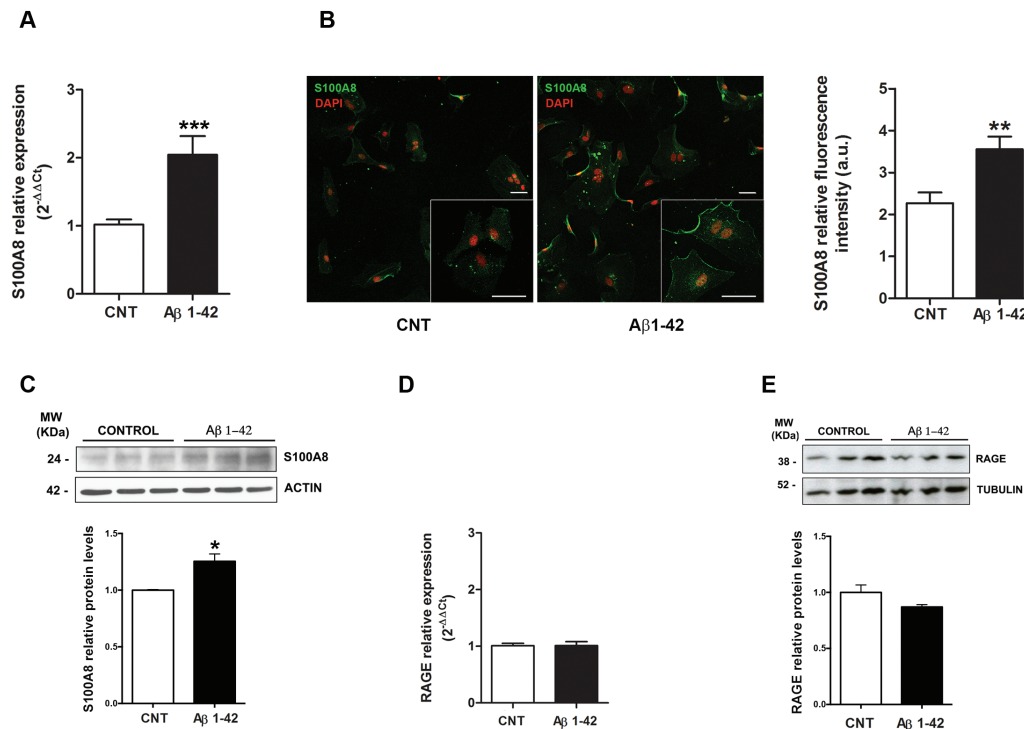 A
S100A8 relative expression
(2-ΔΔCt)
3
2
1
0
***
CNT
Aβ 1-42
B
S100A8
DAPI
S100A8
DAPI
CNT
Aβ1-42
S100A8 relative fluorescence
intensity (a.u.)
5
4
3
2
1
0
**
CNT
Aβ 1-42
C
MW
(KDa)
CONTROL
Aβ 1-42
24 -
S100A8
42 -
ACTIN
S100A8 relative protein levels
1.5
1.0
0.5
0.0
*
CNT
Aβ 1-42
D
RAGE relative expression
(2-ΔΔCt)
3
2
1
0
CNT
Aβ 1-42
E
MW
(KDa)
CONTROL
Aβ 1-42
38 -
RAGE
52 -
TUBULIN
RAGE relative protein levels
1.5
1.0
0.5
0.0
CNT
Aβ 1-42